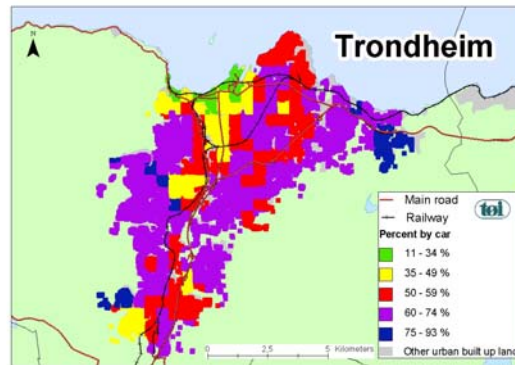 N
Trondheim
Main road
tøi
Railway
Percent by car
11 - 34 %
35 - 49 %
50 - 59 %
60 - 74 %
75 - 93 %
Other urban built up land
0 2,5 5 Kilometers